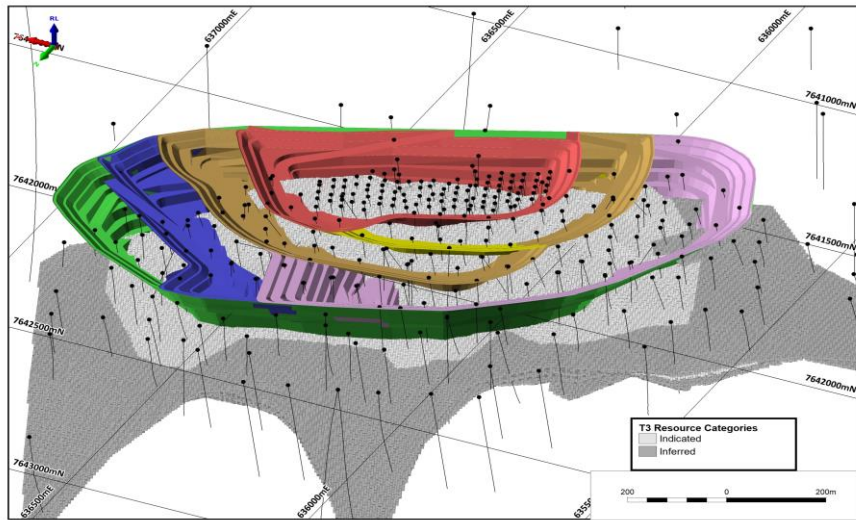 RL
N
637000mE
636500mE
636000mE
7641000mN
7642000mN
7641500mN
7642500mN
7642000mN
7643000mN
636500mE
636000mE
T3 Resource Categories
Indicated
Inferred
200
0
200m